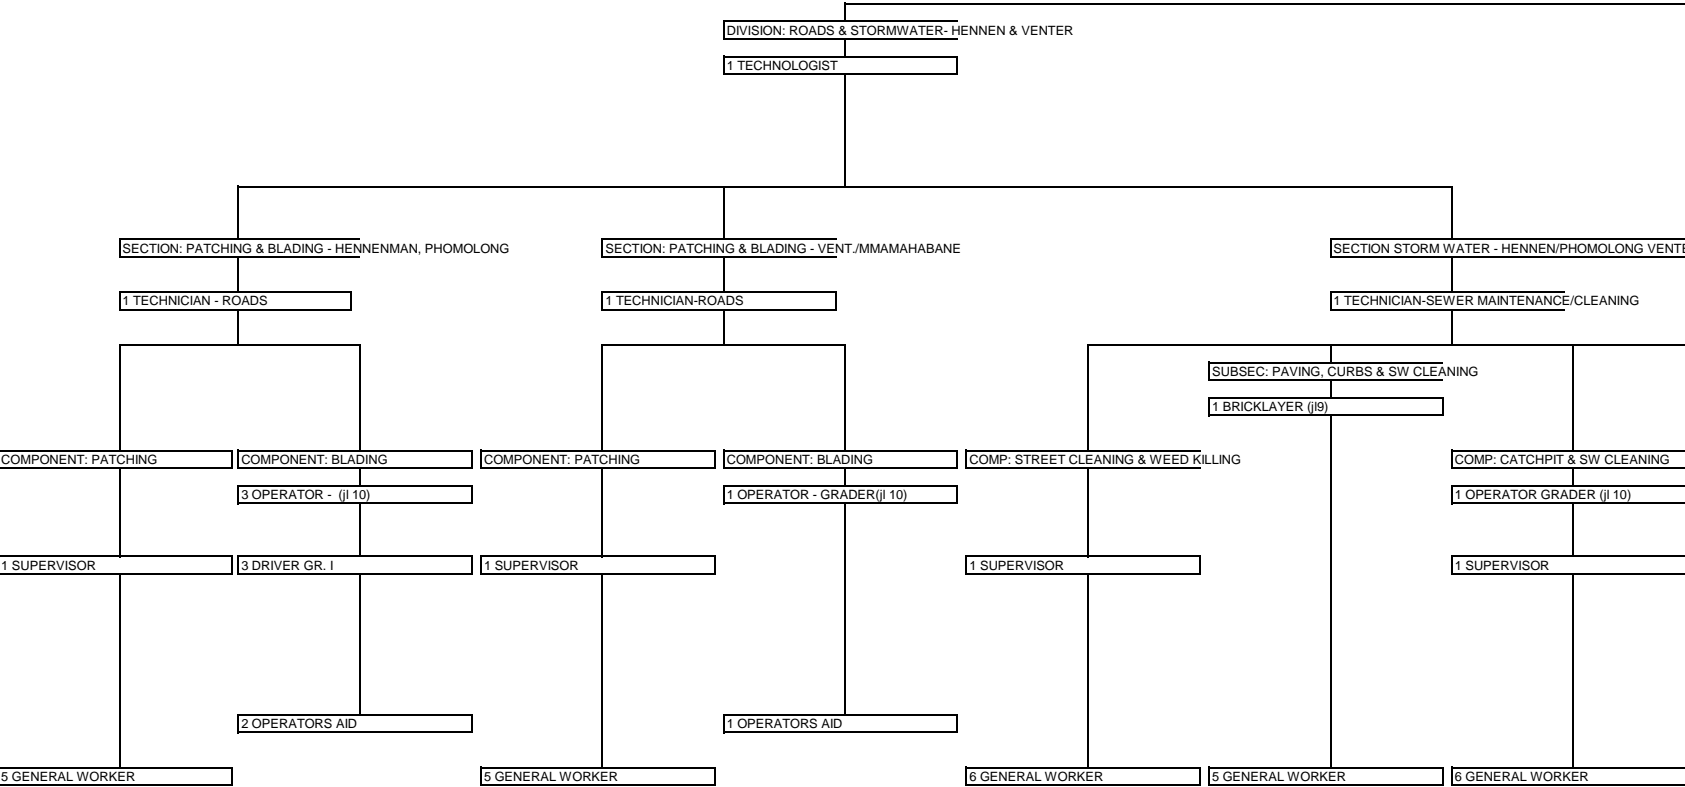 DIVISION: ROADS & STORMWATER- HENNEN & VENTER
1 TECHNOLOGIST
SECTION: PATCHING & BLADING - HENNENMAN, PHOMOLONG
SECTION: PATCHING & BLADING - VENT./MMAMAHABANE
SECTION STORM WATER - HENNEN/PHOMOLONG VENTE
1 TECHNICIAN - ROADS
1 TECHNICIAN-ROADS
1 TECHNICIAN-SEWER MAINTENANCE/CLEANING
SUBSEC: PAVING, CURBS & SW CLEANING
1 BRICKLAYER (jl9)
COMPONENT: PATCHING
COMPONENT: BLADING
COMPONENT: PATCHING
COMPONENT: BLADING
COMP: STREET CLEANING & WEED KILLING
COMP: CATCHPIT & SW CLEANING
3 OPERATOR - (jl 10)
1 OPERATOR - GRADER(jl 10)
1 OPERATOR GRADER (jl 10)
1 SUPERVISOR
3 DRIVER GR. I
1 SUPERVISOR
1 SUPERVISOR
1 SUPERVISOR
2 OPERATORS AID
1 OPERATORS AID
5 GENERAL WORKER
5 GENERAL WORKER
6 GENERAL WORKER
5 GENERAL WORKER
6 GENERAL WORKER